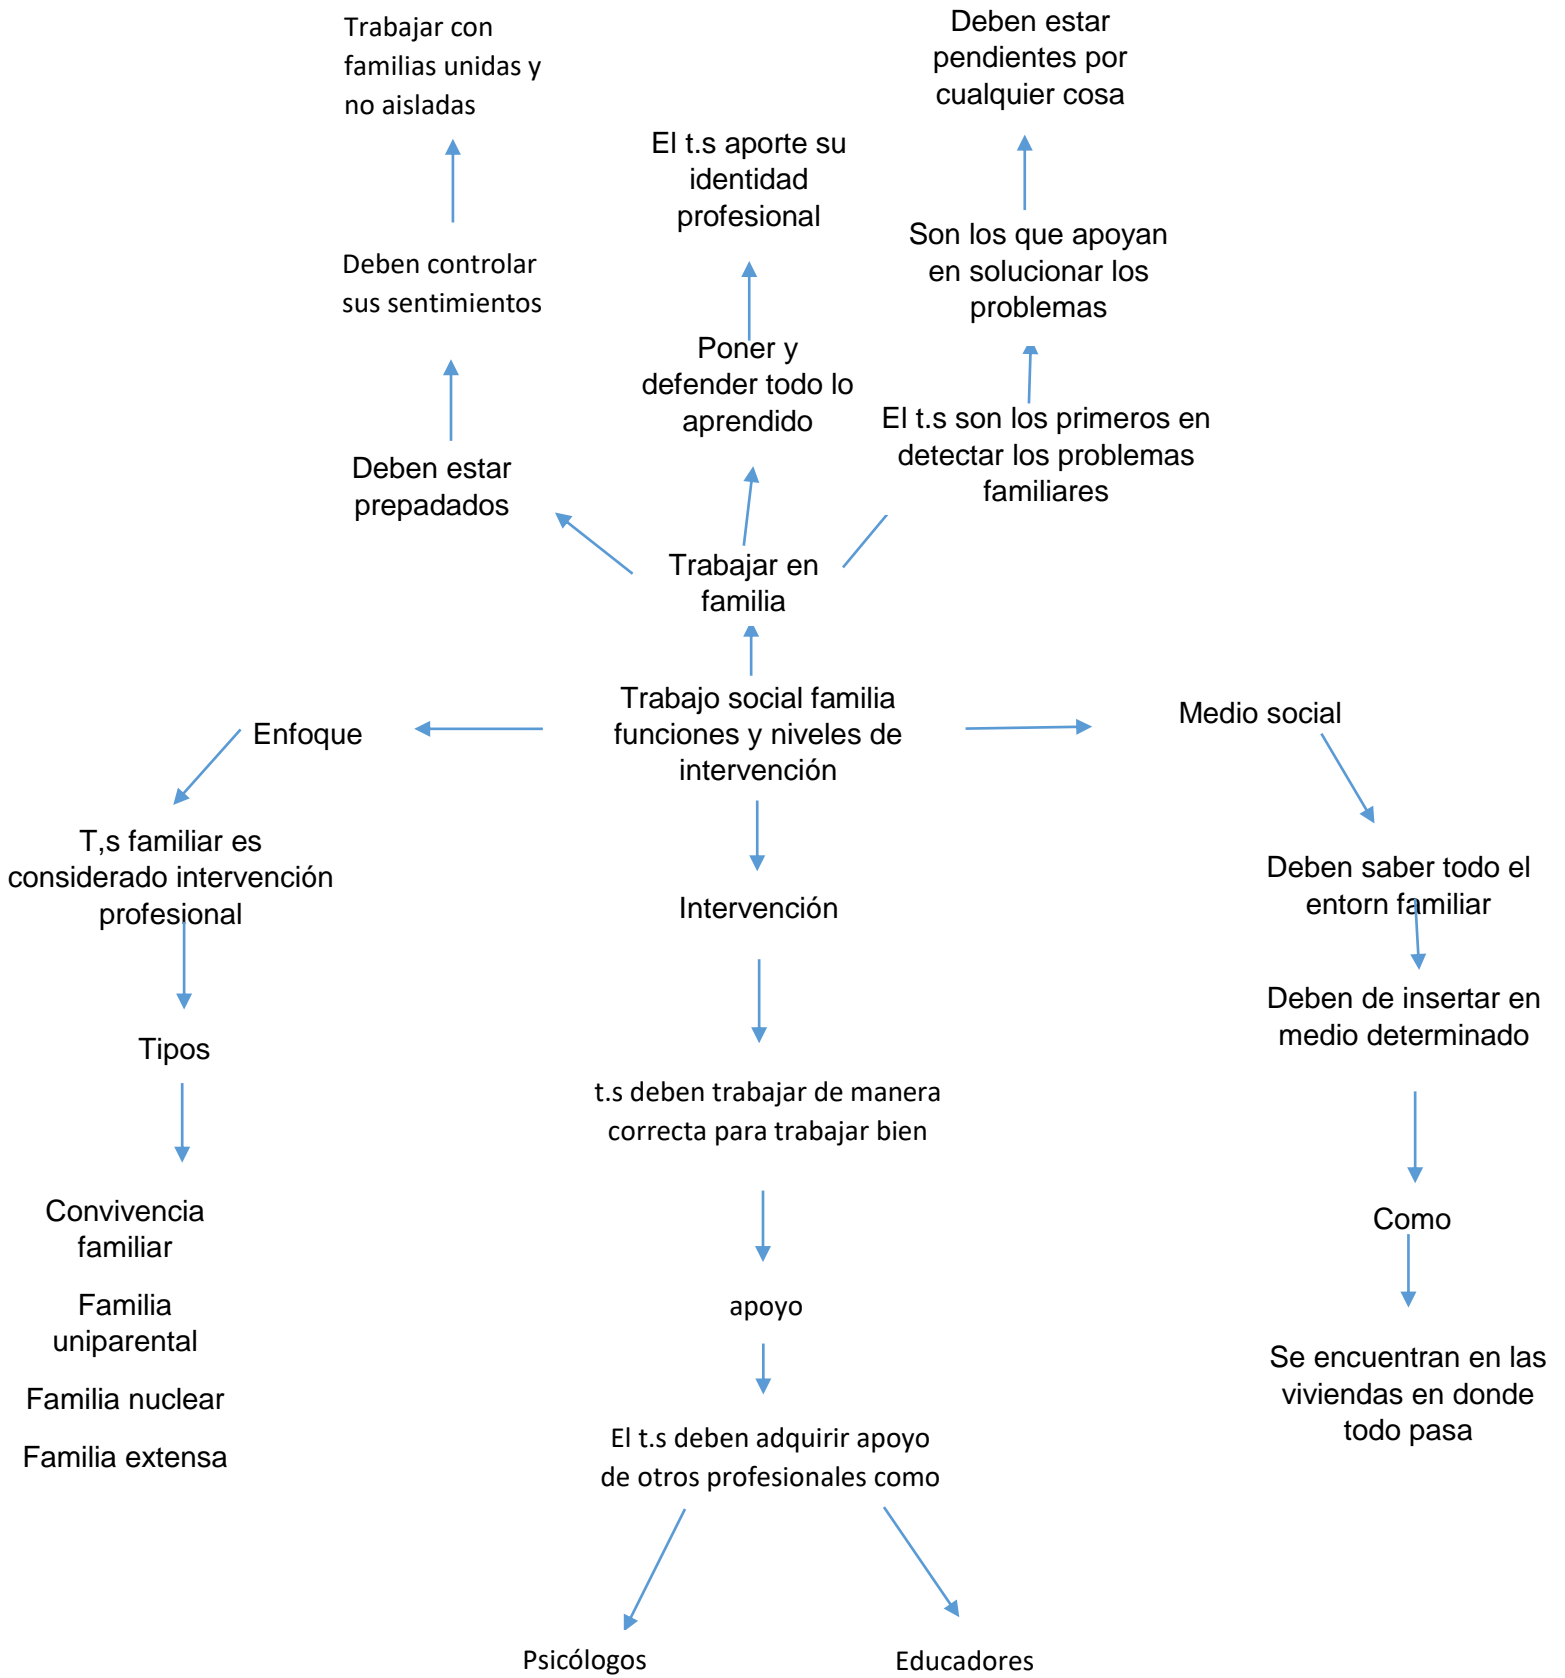 Trabajar con
familias unidas y
no aisladas
Deben estar
pendientes por
cualquier cosa
El t.s aporte su
identidad
profesional
Son los que apoyan
en solucionar los
problemas
Deben controlar
sus sentimientos
Poner y
defender todo lo
aprendido
El t.s son los primeros en
detectar los problemas
familiares
Deben estar
prepadados
Trabajar en
familia
Trabajo social familia
funciones y niveles de
intervención
Enfoque
Medio social
T,s familiar es
considerado intervención
profesional
Tipos
Convivencia
familiar
Familia
uniparental
Familia nuclear
Familia extensa
Intervención
t.s deben trabajar de manera
correcta para trabajar bien
apoyo
El t.s deben adquirir apoyo
de otros profesionales como
Psicólogos
Educadores
Deben saber todo el
entorn familiar
Deben de insertar en
medio determinado
Como
Se encuentran en las
viviendas en donde
todo pasa